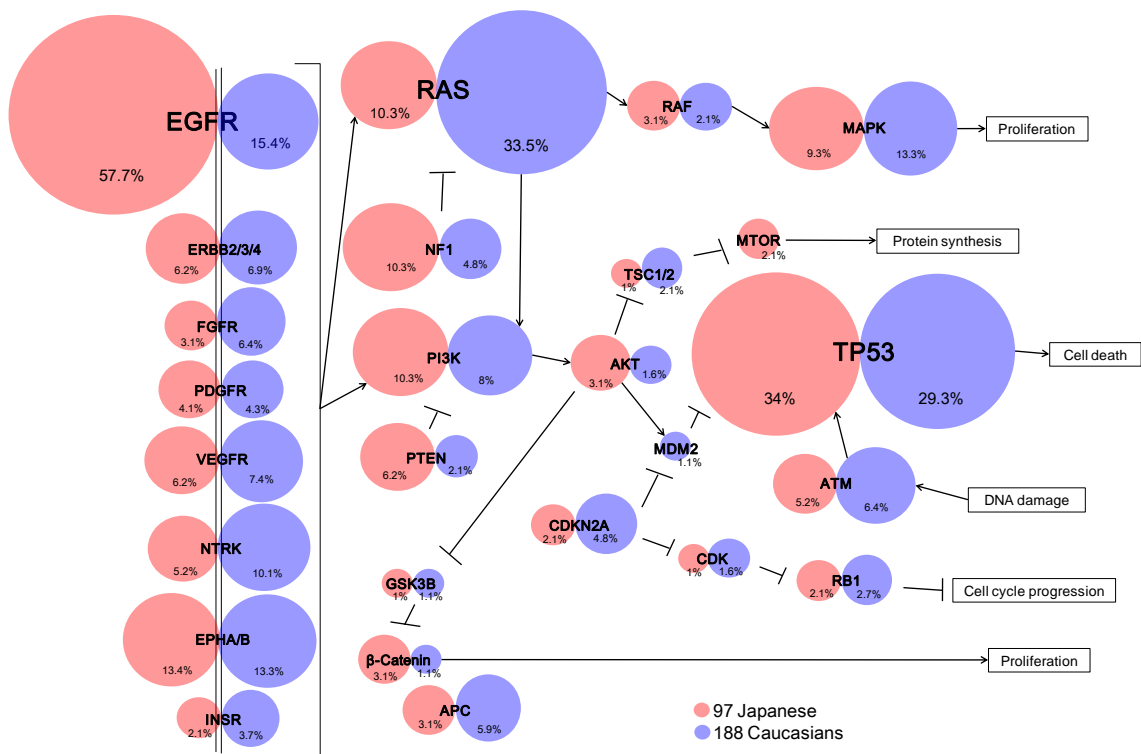 EGFR
57.7%
15.4%
ERBB2/3/4
6.2%
6.9%
FGFR
3.1%
6.4%
PDGFR
4.1%
4.3%
VEGFR
6.2%
7.4%
NTRK
5.2%
10.1%
EPHA/B
13.4%
13.3%
INSR
2.1%
3.7%
RAS
10.3%
33.5%
RAF
3.1%
2.1%
MAPK
9.3%
13.3%
Proliferation
NF1
10.3%
4.8%
MTOR
2.1%
Protein synthesis
TSC1/2
1%
2.1%
PI3K
10.3%
8%
AKT
3.1%
1.6%
TP53
34%
29.3%
Cell death
PTEN
6.2%
2.1%
MDM2
1.1%
ATM
5.2%
6.4%
DNA damage
CDKN2A
2.1%
4.8%
CDK
1%
1.6%
RB1
2.1%
2.7%
Cell cycle progression
GSK3B
1%
1.1%
β-Catenin
3.1%
1.1%
Proliferation
APC
3.1%
5.9%
97 Japanese
188 Caucasians